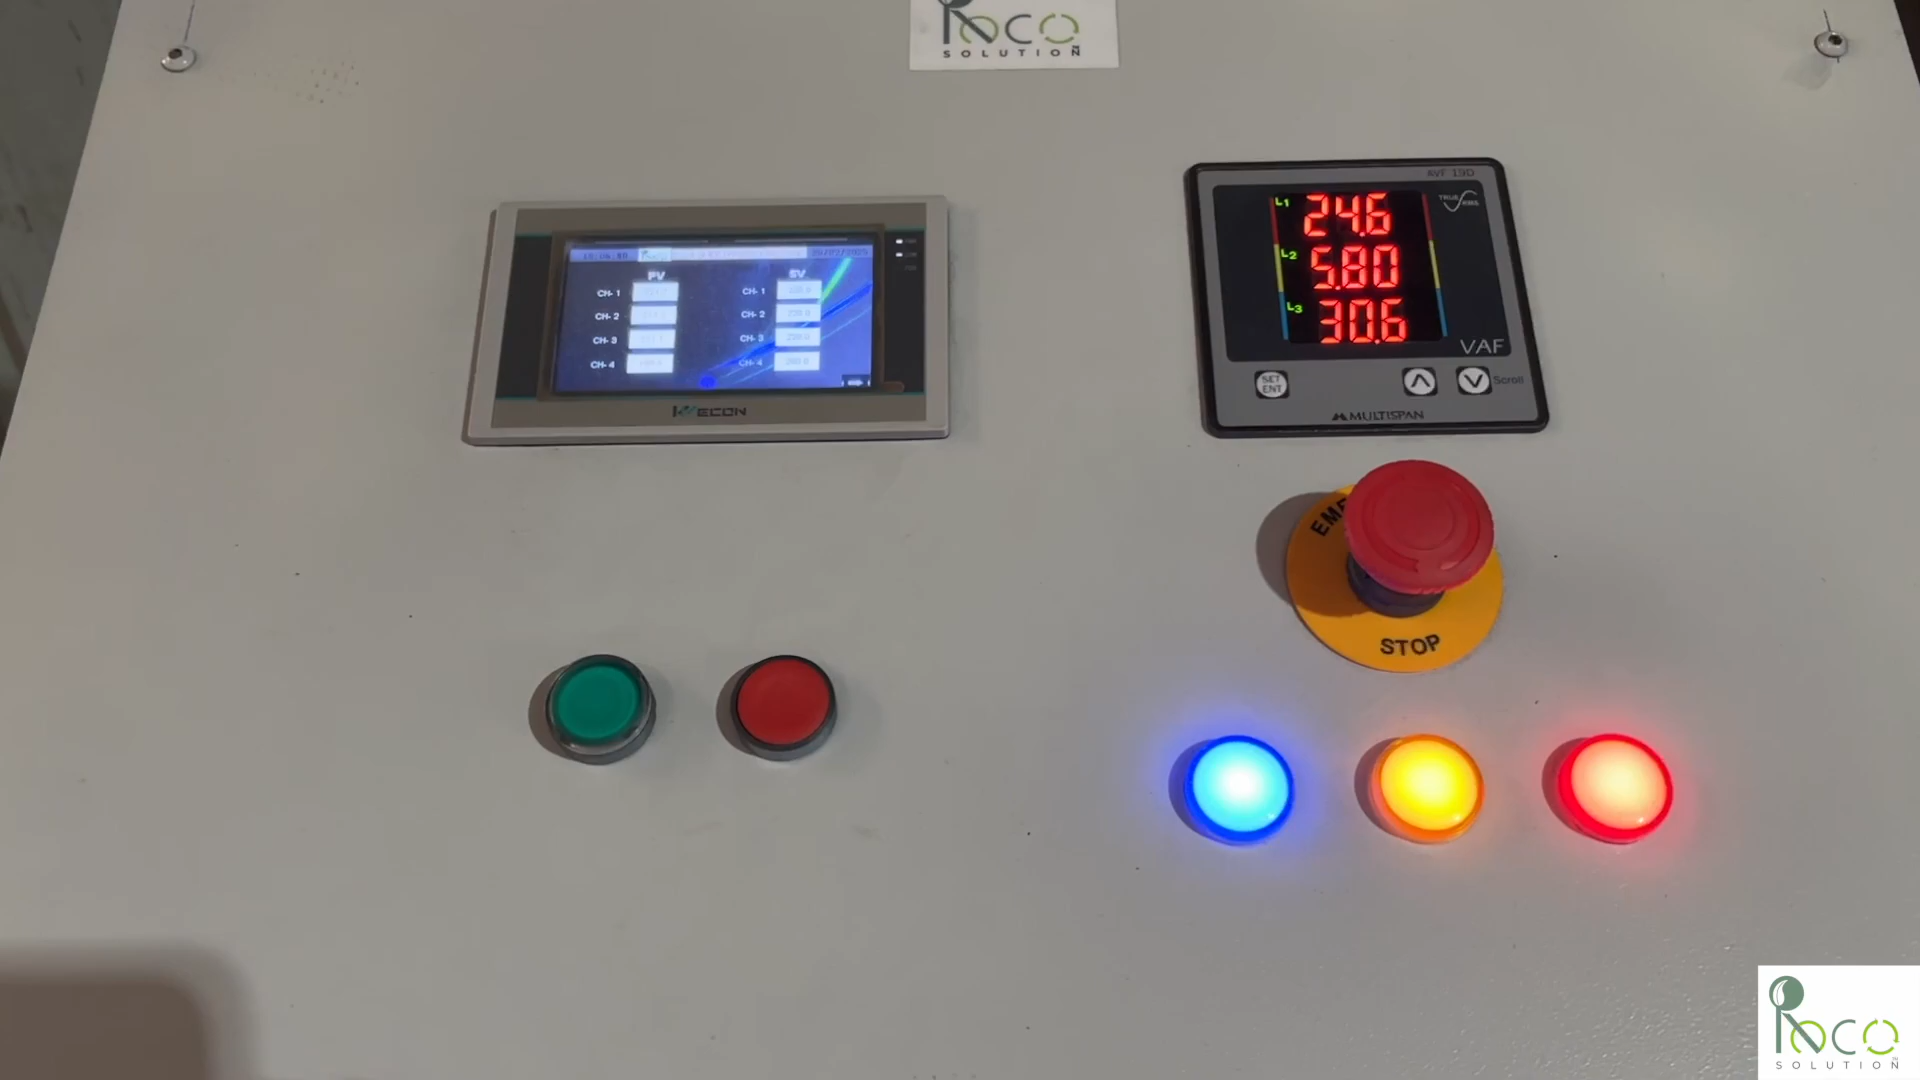 Roco
SOLUTION
PV
SV
CH- 1
CH- 1
CH- 2
CH- 2
CH- 3
CH- 3
CH- 4
CH- 4
WECON
TRUE RMS
L1 24.6
L2 5.80
L3 30.6
VAF
SET
ENT
Scroll
MULTISPAN
STOP
Roco
SOLUTION